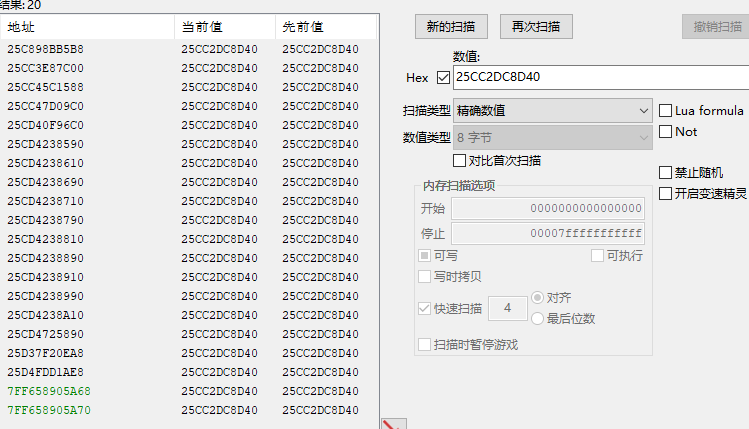 结果: 20
地址 当前值 先前值
25C898BB5B8 25CC2DC8D40 25CC2DC8D40
25CC3E87C00 25CC2DC8D40 25CC2DC8D40
25CC45C1588 25CC2DC8D40 25CC2DC8D40
25CC47D09C0 25CC2DC8D40 25CC2DC8D40
25CD40F96C0 25CC2DC8D40 25CC2DC8D40
25CD4238590 25CC2DC8D40 25CC2DC8D40
25CD4238610 25CC2DC8D40 25CC2DC8D40
25CD4238690 25CC2DC8D40 25CC2DC8D40
25CD4238710 25CC2DC8D40 25CC2DC8D40
25CD4238790 25CC2DC8D40 25CC2DC8D40
25CD4238810 25CC2DC8D40 25CC2DC8D40
25CD4238890 25CC2DC8D40 25CC2DC8D40
25CD4238910 25CC2DC8D40 25CC2DC8D40
25CD4238990 25CC2DC8D40 25CC2DC8D40
25CD4238A10 25CC2DC8D40 25CC2DC8D40
25CD4725890 25CC2DC8D40 25CC2DC8D40
25D37F20EA8 25CC2DC8D40 25CC2DC8D40
25D4FDD1AE8 25CC2DC8D40 25CC2DC8D40
7FF658905A68 25CC2DC8D40 25CC2DC8D40
7FF658905A70 25CC2DC8D40 25CC2DC8D40
新的扫描 再次扫描 撤销扫描
数值:
Hex 25CC2DC8D40
扫描类型 精确数值 Lua formula
数值类型 8 字节 Not
对比首次扫描
禁止随机
开启变速精灵
内存扫描选项
开始 0000000000000000
停止 00007fffffffffff
可写 可执行
写时拷贝
快速扫描 4 对齐
最后位数
扫描时暂停游戏